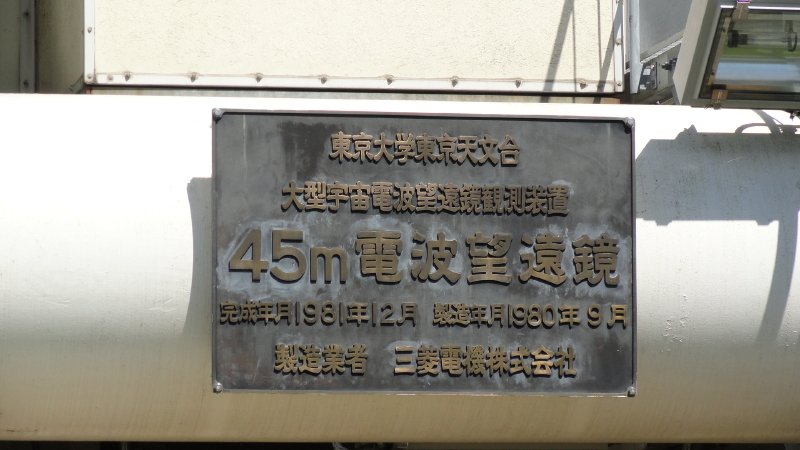 東京大学東京天文台
大型宇宙電波望遠鏡観測装置
45m電波望遠鏡
完成年月1981年12月 製造年月1980年9月
製造業者 三菱電機株式会社